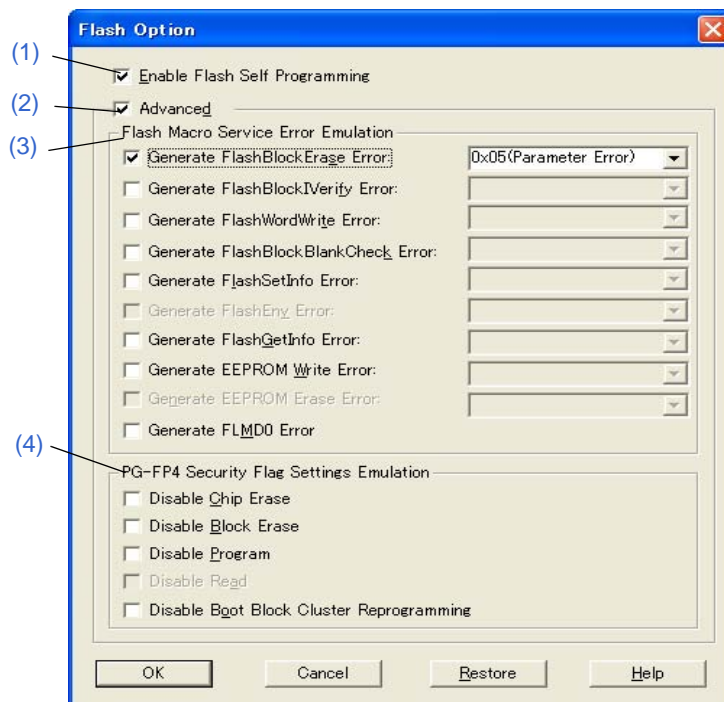 Flash Option
(1)
Enable Flash Self Programming
(2)
Advanced
(3)
Flash Macro Service Error Emulation
Generate FlashBlockErase Error: 0x05(Parameter Error)
Generate FlashBlockIVerify Error:
Generate FlashWordWrite Error:
Generate FlashBlockBlankCheck Error:
Generate FlashSetInfo Error:
Generate FlashEnv Error:
Generate FlashGetInfo Error:
Generate EEPROM Write Error:
Generate EEPROM Erase Error:
Generate FLMD0 Error
(4)
PG-FP4 Security Flag Settings Emulation
Disable Chip Erase
Disable Block Erase
Disable Program
Disable Read
Disable Boot Block Cluster Reprogramming
OK Cancel Restore Help